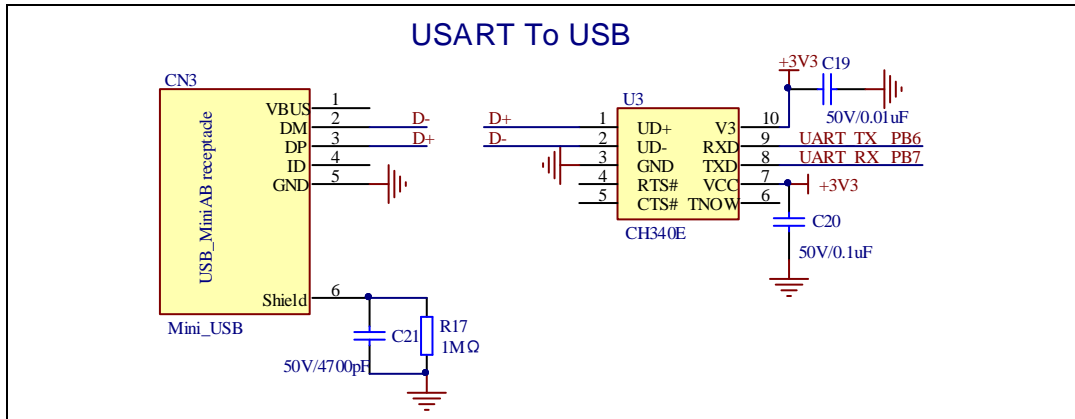 USART To USB
CN3
USB_MiniAB receptacle
VBUS 1
DM 2 D-
DP 3 D+
ID 4
GND 5
Shield 6
Mini_USB
C21
50V/4700pF
R17
1MΩ
U3
D+ 1 UD+
D- 2 UD-
3 GND
4 RTS#
5 CTS#
V3 10
RXD 9 UART_TX PB6
TXD 8 UART_RX PB7
VCC 7 +3V3
TNOW 6
CH340E
+3V3
C19
50V/0.01uF
C20
50V/0.1uF